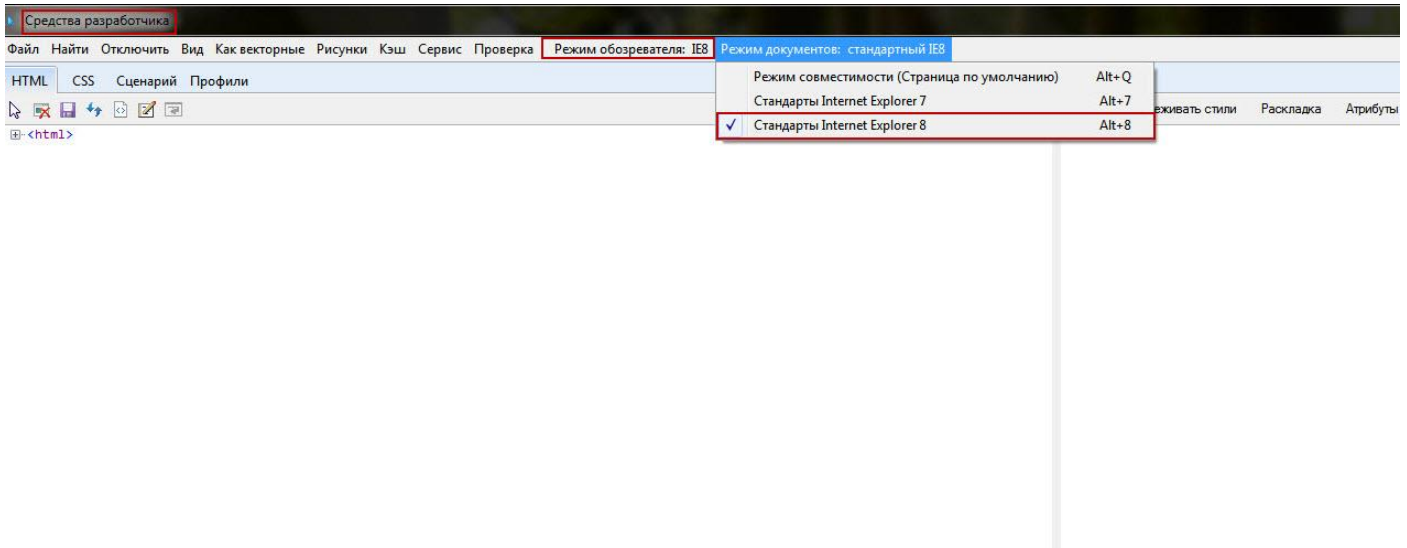 Средства разработчика
Файл Найти Отключить Вид Как векторные Рисунки Кэш Сервис Проверка Режим обозревателя: IE8 Режим документов: стандартный IE8
HTML CSS Сценарий Профили
Режим совместимости (Страница по умолчанию) Alt+Q
Стандарты Internet Explorer 7 Alt+7
еживать стили Раскладка Атрибуты
✓ Стандарты Internet Explorer 8 Alt+8
<html>